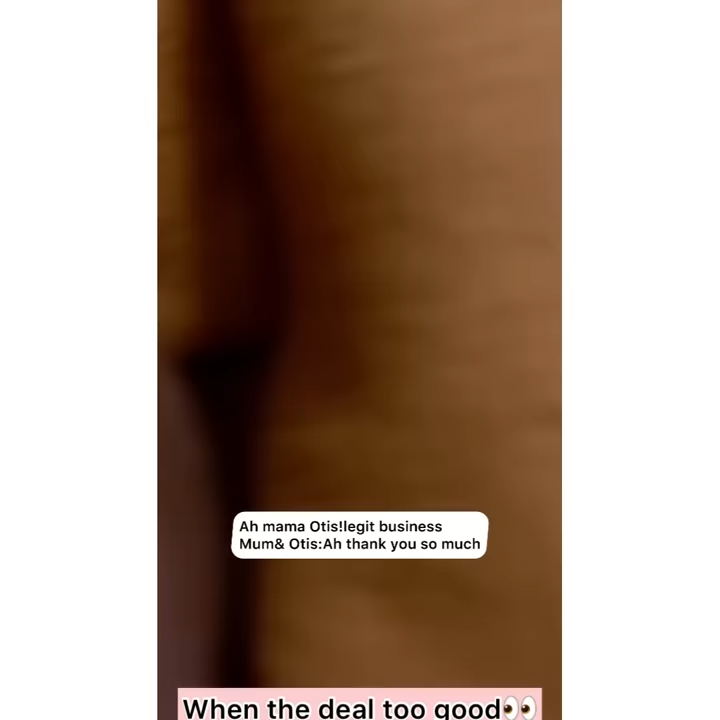 Ah mama Otis!legit business
Mum& Otis:Ah thank you so much
When the deal too good👀